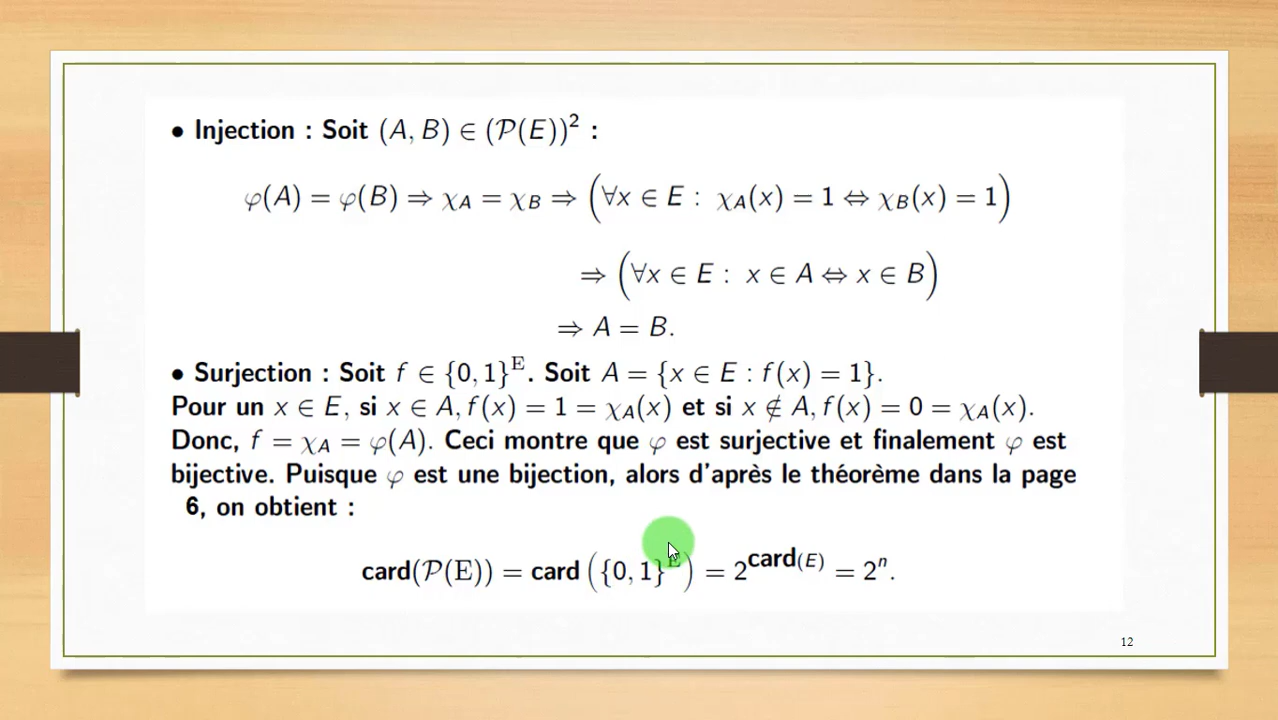 • Injection : Soit (A, B) ∈ (𝒫(E))² :
φ(A) = φ(B) ⇒ χ_A = χ_B ⇒ (∀x ∈ E : χ_A(x) = 1 ⇔ χ_B(x) = 1)
⇒ (∀x ∈ E : x ∈ A ⇔ x ∈ B)
⇒ A = B.
• Surjection : Soit f ∈ {0, 1}^E. Soit A = {x ∈ E : f(x) = 1}.
Pour un x ∈ E, si x ∈ A, f(x) = 1 = χ_A(x) et si x ∉ A, f(x) = 0 = χ_A(x).
Donc, f = χ_A = φ(A). Ceci montre que φ est surjective et finalement φ est
bijective. Puisque φ est une bijection, alors d'après le théorème dans la page
6, on obtient :
card(𝒫(E)) = card ({0, 1}^E) = 2^card(E) = 2^n.
12